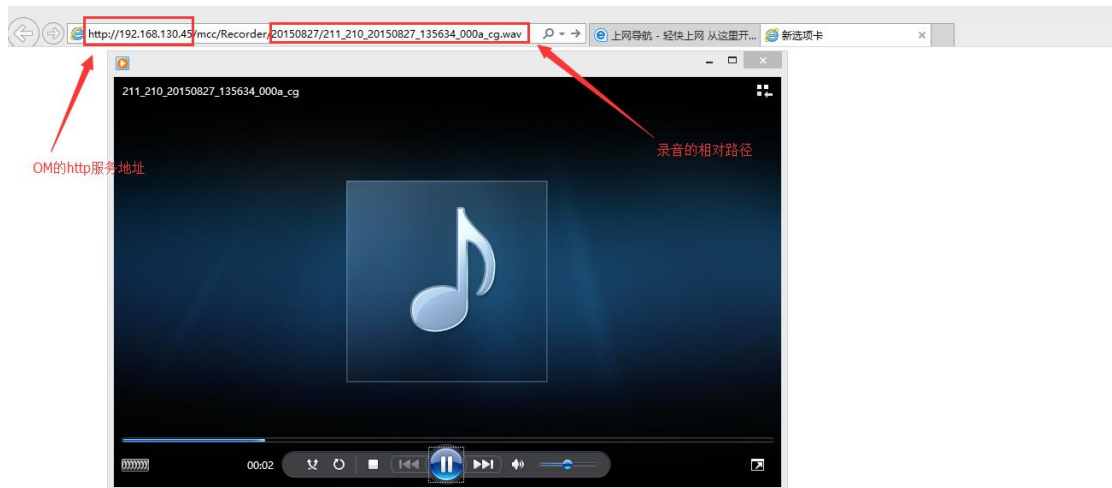 http://192.168.130.45/mcc/Recorder/20150827/211_210_20150827_135634_000a_cg.wav
上网导航 - 轻快上网 从这里开...
新选项卡
211_210_20150827_135634_000a_cg
录音的相对路径
OM的http服务地址
00:02